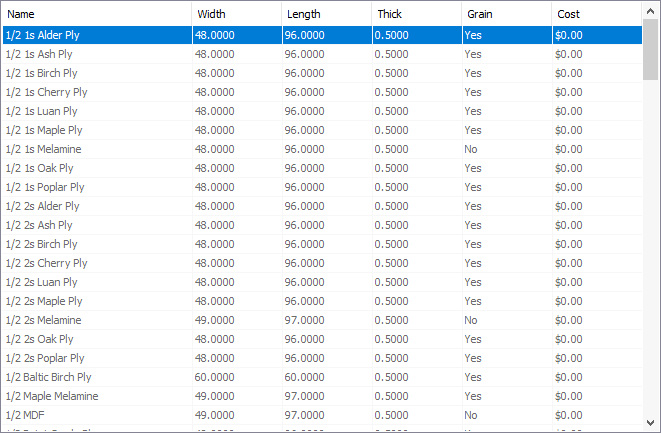 Name Width Length Thick Grain Cost
1/2 1s Alder Ply 48.0000 96.0000 0.5000 Yes $0.00
1/2 1s Ash Ply 48.0000 96.0000 0.5000 Yes $0.00
1/2 1s Birch Ply 48.0000 96.0000 0.5000 Yes $0.00
1/2 1s Cherry Ply 48.0000 96.0000 0.5000 Yes $0.00
1/2 1s Luan Ply 48.0000 96.0000 0.5000 Yes $0.00
1/2 1s Maple Ply 48.0000 96.0000 0.5000 Yes $0.00
1/2 1s Melamine 48.0000 96.0000 0.5000 No $0.00
1/2 1s Oak Ply 48.0000 96.0000 0.5000 Yes $0.00
1/2 1s Poplar Ply 48.0000 96.0000 0.5000 Yes $0.00
1/2 2s Alder Ply 48.0000 96.0000 0.5000 Yes $0.00
1/2 2s Ash Ply 48.0000 96.0000 0.5000 Yes $0.00
1/2 2s Birch Ply 48.0000 96.0000 0.5000 Yes $0.00
1/2 2s Cherry Ply 48.0000 96.0000 0.5000 Yes $0.00
1/2 2s Luan Ply 48.0000 96.0000 0.5000 Yes $0.00
1/2 2s Maple Ply 48.0000 96.0000 0.5000 Yes $0.00
1/2 2s Melamine 49.0000 97.0000 0.5000 No $0.00
1/2 2s Oak Ply 48.0000 96.0000 0.5000 Yes $0.00
1/2 2s Poplar Ply 48.0000 96.0000 0.5000 Yes $0.00
1/2 Baltic Birch Ply 60.0000 60.0000 0.5000 Yes $0.00
1/2 Maple Melamine 49.0000 97.0000 0.5000 Yes $0.00
1/2 MDF 49.0000 97.0000 0.5000 No $0.00